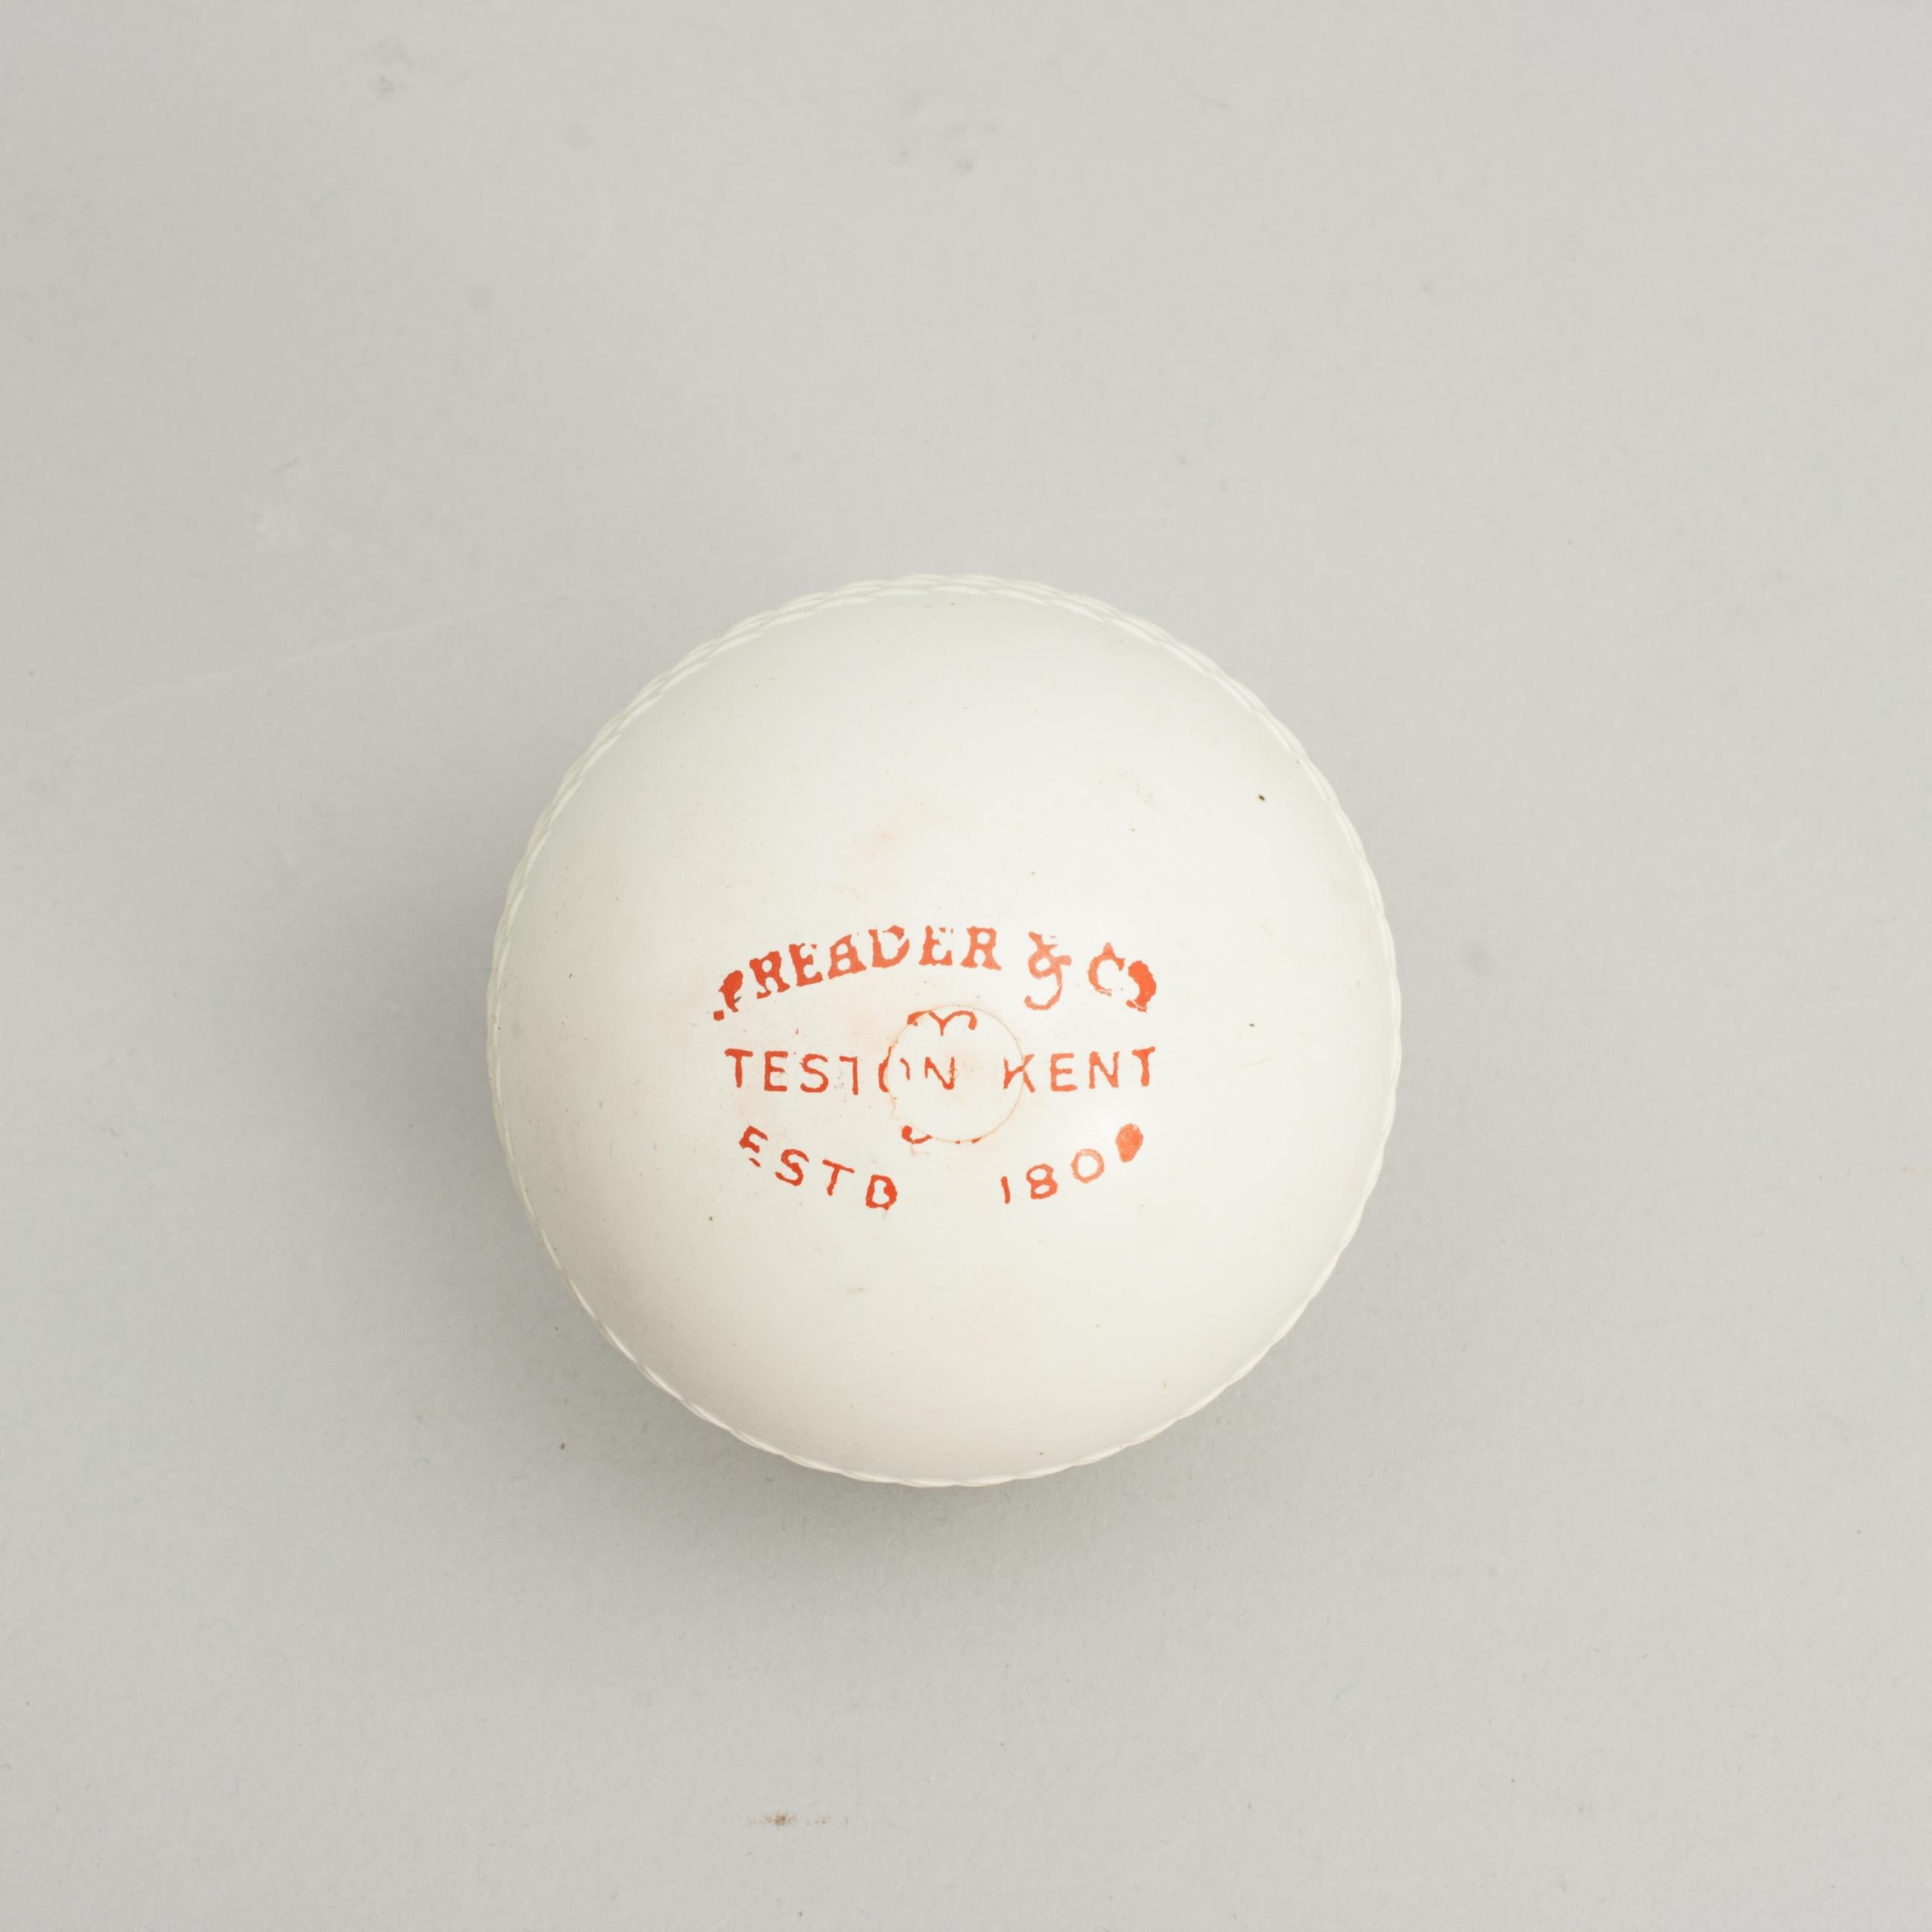 READER & Co
TESTON KENT
ESTD 180